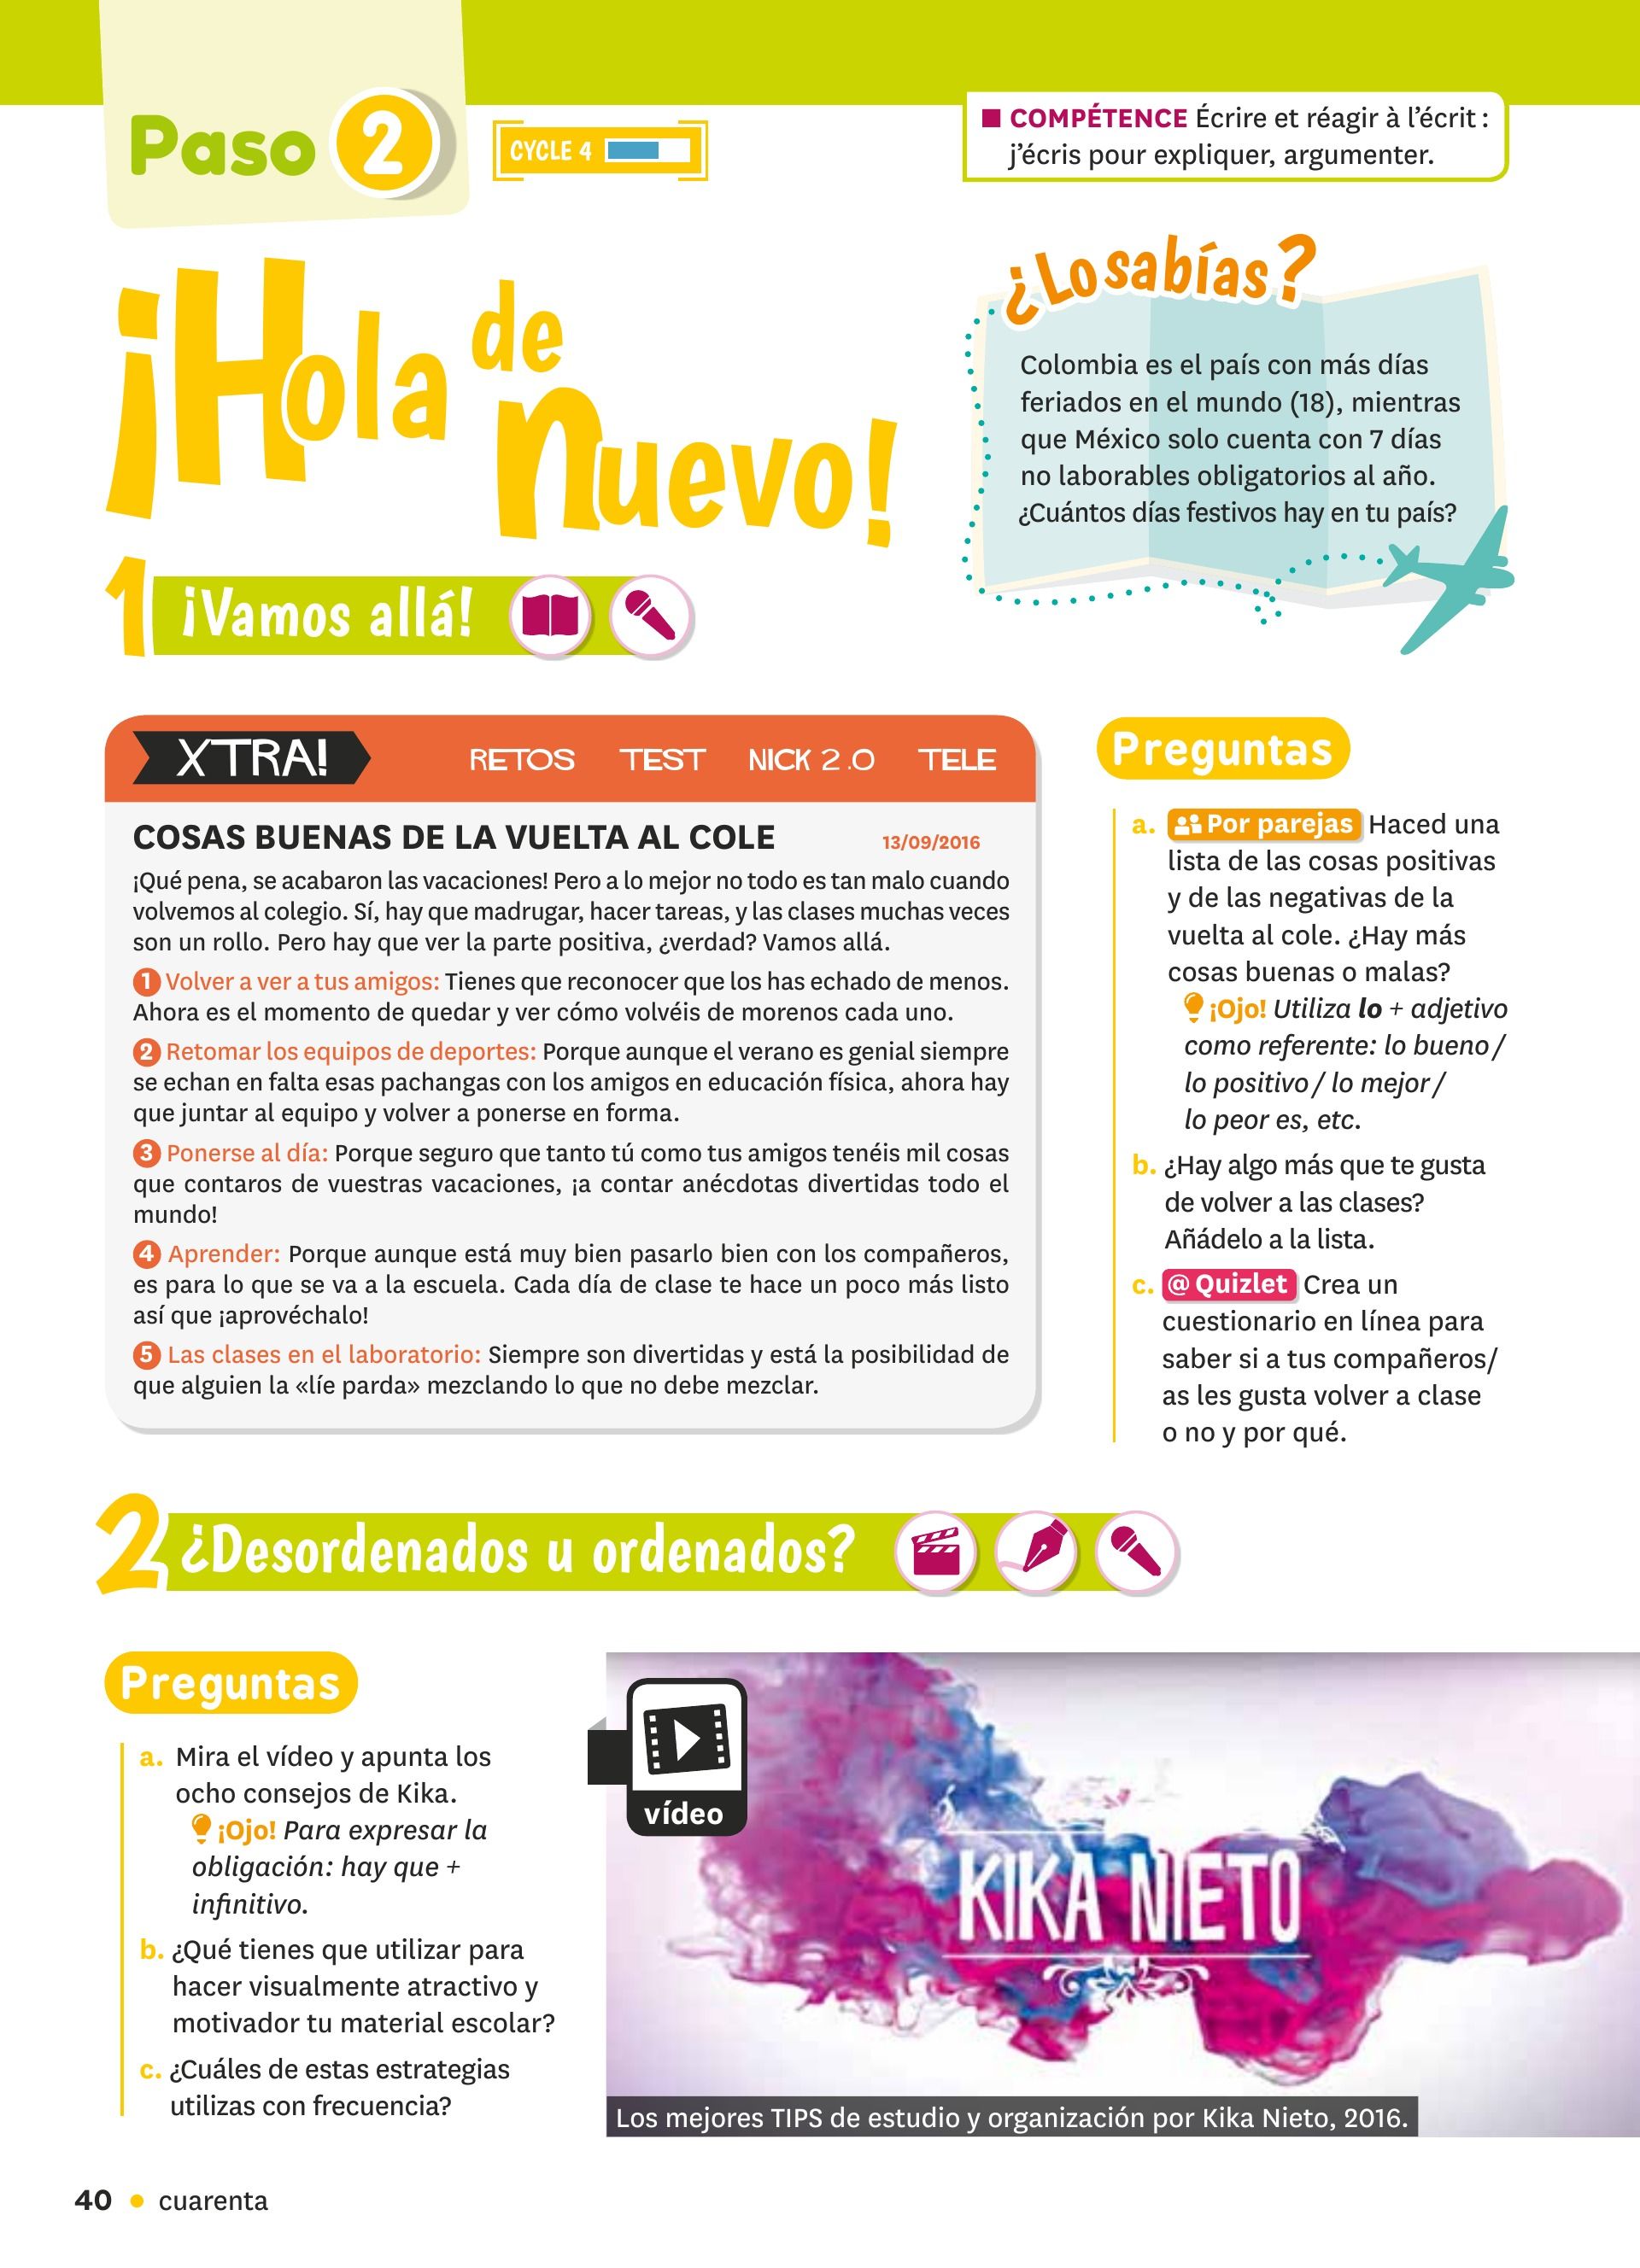 Paso 2
CYCLE 4
■ COMPÉTENCE Écrire et réagir à l'écrit :
j'écris pour expliquer, argumenter.
¡Hola de nuevo!
¿Lo sabías?
Colombia es el país con más días
feriados en el mundo (18), mientras
que México solo cuenta con 7 días
no laborables obligatorios al año.
¿Cuántos días festivos hay en tu país?
1 ¡Vamos allá!
XTRA! RETOS TEST NICK 2.0 TELE
COSAS BUENAS DE LA VUELTA AL COLE 13/09/2016
¡Qué pena, se acabaron las vacaciones! Pero a lo mejor no todo es tan malo cuando
volvemos al colegio. Sí, hay que madrugar, hacer tareas, y las clases muchas veces
son un rollo. Pero hay que ver la parte positiva, ¿verdad? Vamos allá.
1 Volver a ver a tus amigos: Tienes que reconocer que los has echado de menos.
Ahora es el momento de quedar y ver cómo volvéis de morenos cada uno.
2 Retomar los equipos de deportes: Porque aunque el verano es genial siempre
se echan en falta esas pachangas con los amigos en educación física, ahora hay
que juntar al equipo y volver a ponerse en forma.
3 Ponerse al día: Porque seguro que tanto tú como tus amigos tenéis mil cosas
que contaros de vuestras vacaciones, ¡a contar anécdotas divertidas todo el
mundo!
4 Aprender: Porque aunque está muy bien pasarlo bien con los compañeros,
es para lo que se va a la escuela. Cada día de clase te hace un poco más listo
así que ¡aprovéchalo!
5 Las clases en el laboratorio: Siempre son divertidas y está la posibilidad de
que alguien la «líe parda» mezclando lo que no debe mezclar.
Preguntas
a. Por parejas Haced una
lista de las cosas positivas
y de las negativas de la
vuelta al cole. ¿Hay más
cosas buenas o malas?
¡Ojo! Utiliza lo + adjetivo
como referente: lo bueno /
lo positivo / lo mejor /
lo peor es, etc.
b. ¿Hay algo más que te gusta
de volver a las clases?
Añádelo a la lista.
c. @ Quizlet Crea un
cuestionario en línea para
saber si a tus compañeros/
as les gusta volver a clase
o no y por qué.
2 ¿Desordenados u ordenados?
Preguntas
a. Mira el vídeo y apunta los
ocho consejos de Kika.
¡Ojo! Para expresar la
obligación: hay que +
infinitivo.
b. ¿Qué tienes que utilizar para
hacer visualmente atractivo y
motivador tu material escolar?
c. ¿Cuáles de estas estrategias
utilizas con frecuencia?
vídeo
KIKA NIETO
Los mejores TIPS de estudio y organización por Kika Nieto, 2016.
40 • cuarenta